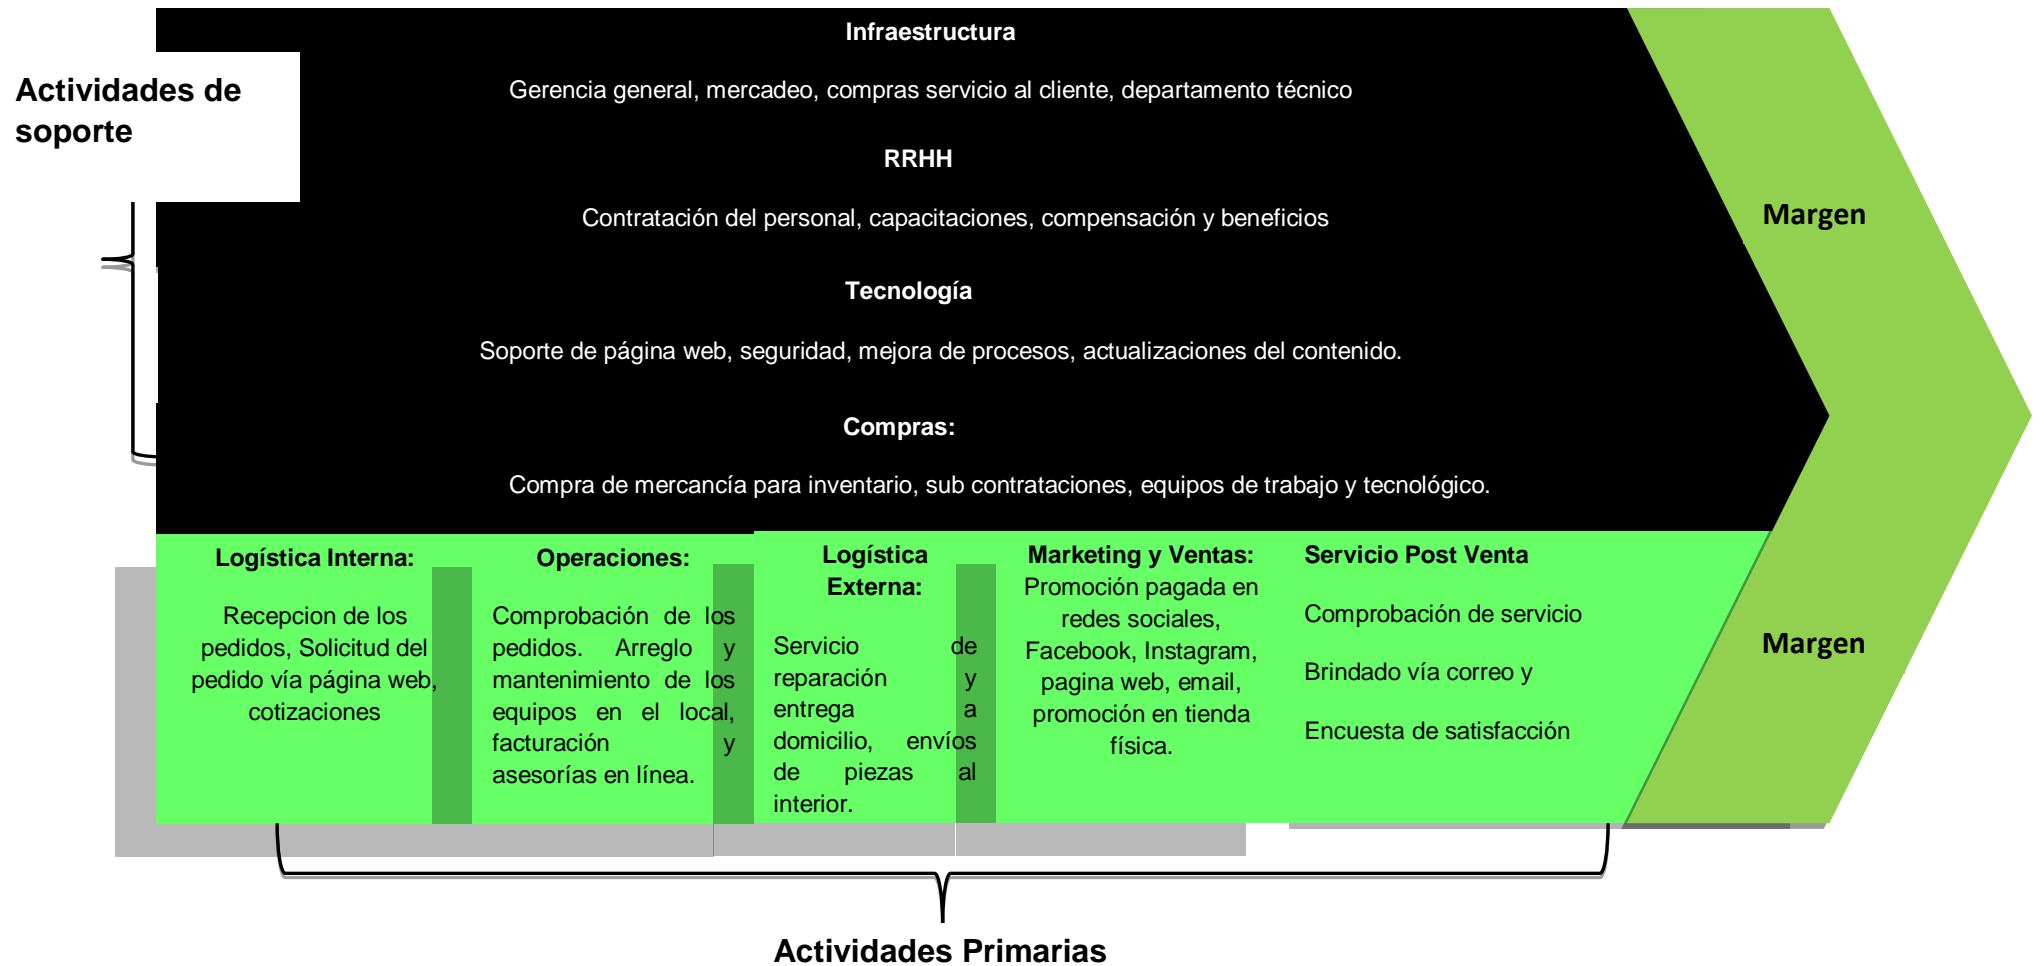 Infraestructura
Gerencia general, mercadeo, compras servicio al cliente, departamento técnico
Actividades de
soporte
RRHH
Contratación del personal, capacitaciones, compensación y beneficios
Margen
Tecnología
Soporte de página web, seguridad, mejora de procesos, actualizaciones del contenido.
Compras:
Compra de mercancía para inventario, sub contrataciones, equipos de trabajo y tecnológico.
Logística Interna:
Recepcion de los
pedidos, Solicitud del
pedido vía página web,
cotizaciones
Operaciones:
Comprobación de los
pedidos. Arreglo y
mantenimiento de los
equipos en el local,
facturación y
asesorías en línea.
Logística
Externa:
Servicio de
reparación y
entrega a
domicilio, envíos
de piezas al
interior.
Marketing y Ventas:
Promoción pagada en
redes sociales,
Facebook, Instagram,
pagina web, email,
promoción en tienda
física.
Servicio Post Venta
Comprobación de servicio
Brindado vía correo y
Encuesta de satisfacción
Margen
Actividades Primarias